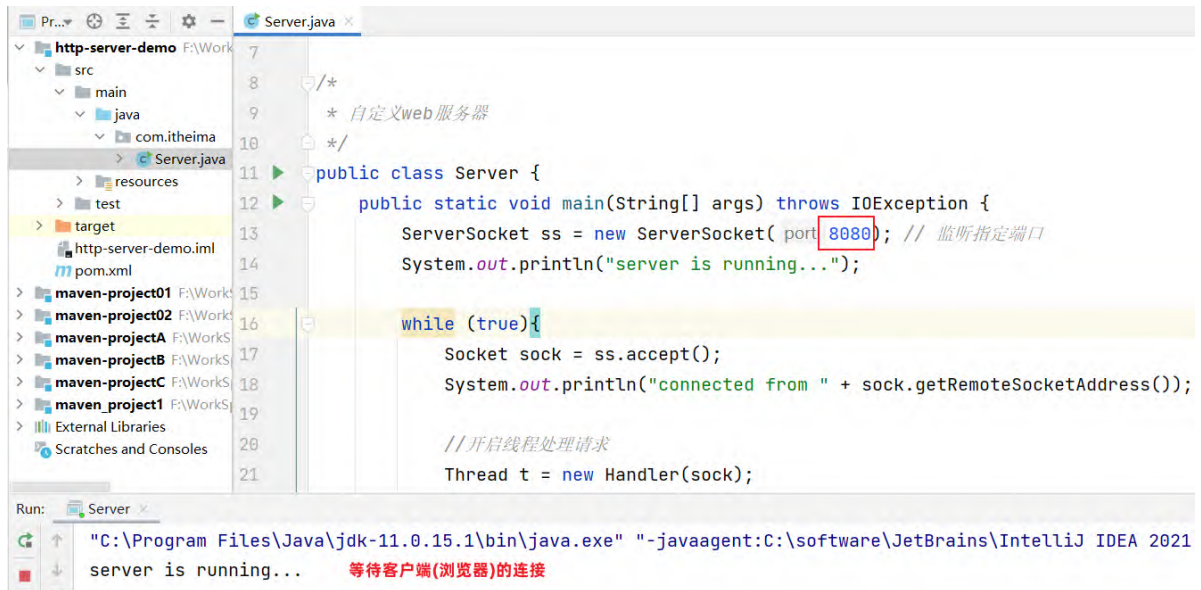 Pr...
Server.java
http-server-demo F:\Work
src
main
java
com.itheima
Server.java
resources
test
target
http-server-demo.iml
pom.xml
maven-project01 F:\Work
maven-project02 F:\Work
maven-projectA F:\WorkS
maven-projectB F:\WorkS
maven-projectC F:\WorkS
maven_project1 F:\WorkSp
External Libraries
Scratches and Consoles
7
8 /*
9 * 自定义web服务器
10 */
11 public class Server {
12 public static void main(String[] args) throws IOException {
13 ServerSocket ss = new ServerSocket( port 8080); // 监听指定端口
14 System.out.println("server is running...");
15
16 while (true){
17 Socket sock = ss.accept();
18 System.out.println("connected from " + sock.getRemoteSocketAddress());
19
20 //开启线程处理请求
21 Thread t = new Handler(sock);
Run: Server
"C:\Program Files\Java\jdk-11.0.15.1\bin\java.exe" "-javaagent:C:\software\JetBrains\IntelliJ IDEA 2021
server is running... 等待客户端(浏览器)的连接